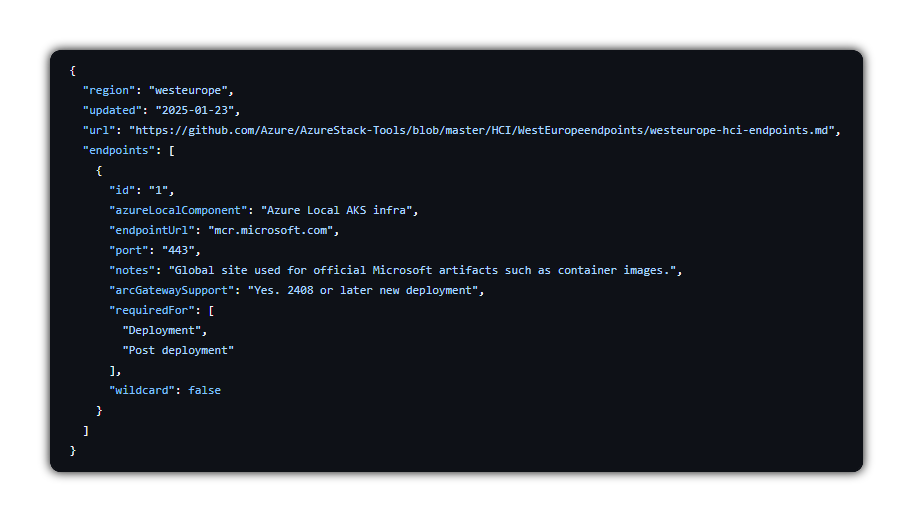 {
  "region": "westeurope",
  "updated": "2025-01-23",
  "url": "https://github.com/Azure/AzureStack-Tools/blob/master/HCI/WestEuropeendpoints/westeurope-hci-endpoints.md",
  "endpoints": [
    {
      "id": "1",
      "azureLocalComponent": "Azure Local AKS infra",
      "endpointUrl": "mcr.microsoft.com",
      "port": "443",
      "notes": "Global site used for official Microsoft artifacts such as container images.",
      "arcGatewaySupport": "Yes. 2408 or later new deployment",
      "requiredFor": [
        "Deployment",
        "Post deployment"
      ],
      "wildcard": false
    }
  ]
}